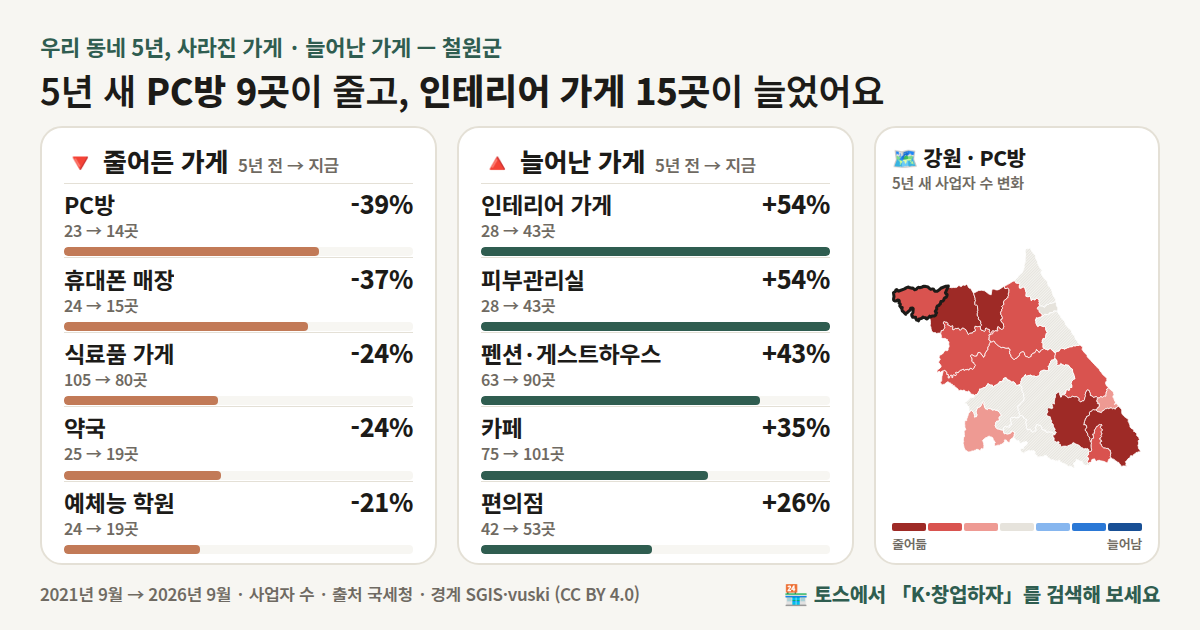 우리 동네 5년, 사라진 가게 · 늘어난 가게 — 철원군
5년 새 PC방 9곳이 줄고, 인테리어 가게 15곳이 늘었어요
🔻 줄어든 가게 5년 전 → 지금
PC방 -39%
23 → 14곳
휴대폰 매장 -37%
24 → 15곳
식료품 가게 -24%
105 → 80곳
약국 -24%
25 → 19곳
예체능 학원 -21%
24 → 19곳
🔺 늘어난 가게 5년 전 → 지금
인테리어 가게 +54%
28 → 43곳
피부관리실 +54%
28 → 43곳
펜션·게스트하우스 +43%
63 → 90곳
카페 +35%
75 → 101곳
편의점 +26%
42 → 53곳
🗺️ 강원 · PC방
5년 새 사업자 수 변화
줄어듦 늘어남
2021년 9월 → 2026년 9월 · 사업자 수 · 출처 국세청 · 경계 SGIS·vuski (CC BY 4.0)
🏪 토스에서 「K·창업하자」를 검색해 보세요